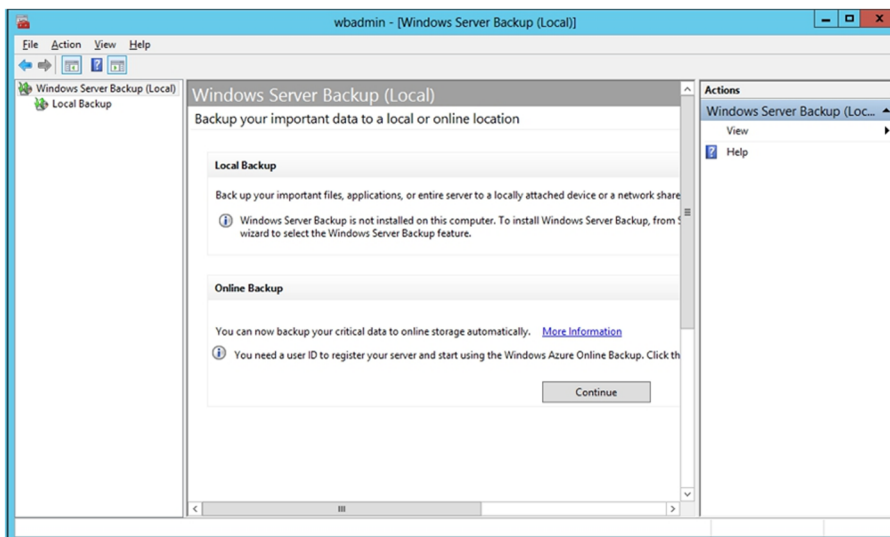 wbadmin - [Windows Server Backup (Local)]
File Action View Help
Windows Server Backup (Local)
Local Backup
Windows Server Backup (Local)
Backup your important data to a local or online location
Local Backup
Back up your important files, applications, or entire server to a locally attached device or a network share
Windows Server Backup is not installed on this computer. To install Windows Server Backup, from
wizard to select the Windows Server Backup feature.
Online Backup
You can now backup your critical data to online storage automatically. More Information
You need a user ID to register your server and start using the Windows Azure Online Backup. Click th
Continue
Actions
Windows Server Backup (Loc...
View
Help